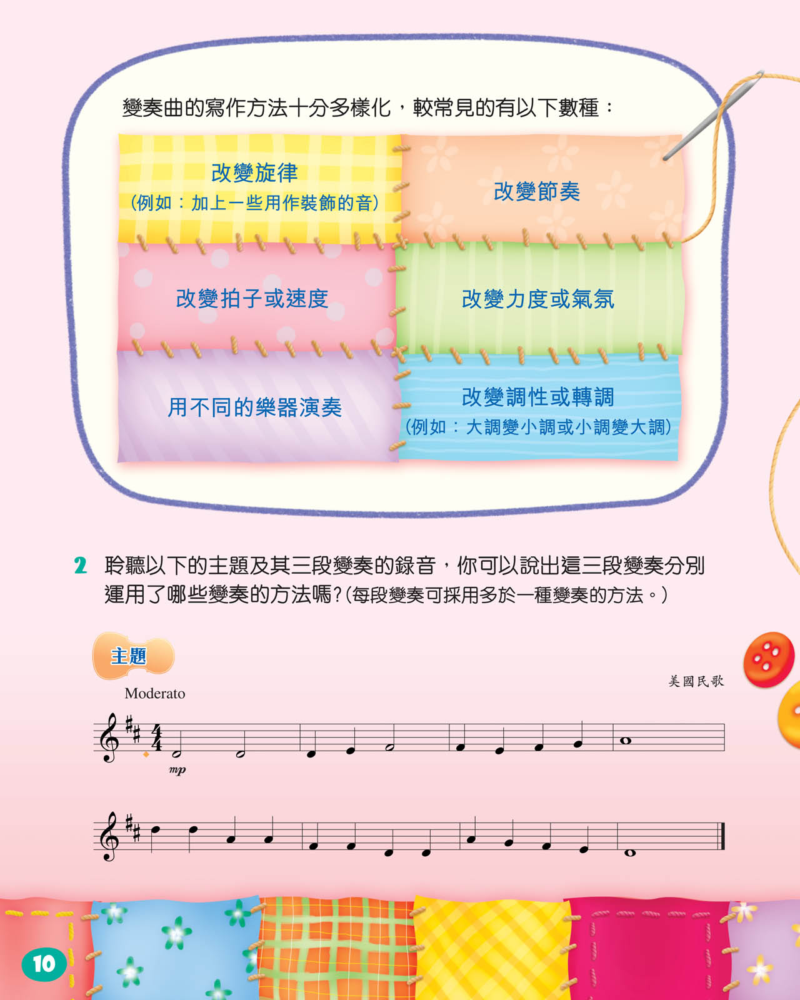 變奏曲的寫作方法十分多樣化，較常見的有以下數種：
改變旋律
（例如：加上一些用作裝飾的音）
改變節奏
改變拍子或速度
改變力度或氣氛
用不同的樂器演奏
改變調性或轉調
（例如：大調變小調或小調變大調）
2 聆聽以下的主題及其三段變奏的錄音，你可以說出這三段變奏分別
運用了哪些變奏的方法嗎？（每段變奏可採用多於一種變奏的方法。）
主題
美國民歌
Moderato
4
4
mp
10